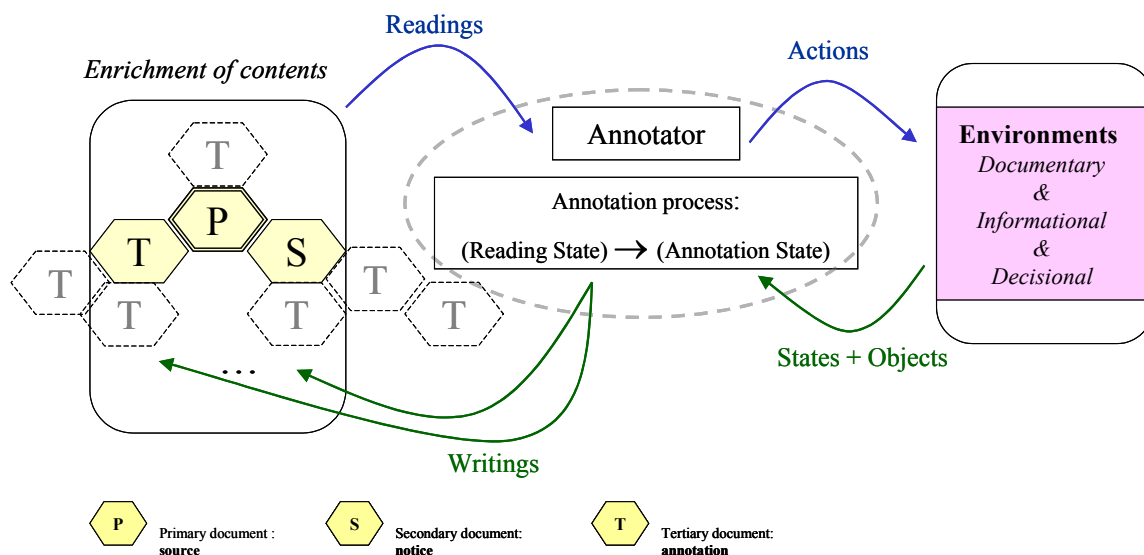 Readings
Enrichment of contents
Actions
T
P
T
S
T
T
T
T
T
...
Annotator
Annotation process:
(Reading State) → (Annotation State)
Environments
Documentary
&
Informational
&
Decisional
States + Objects
Writings
P
Primary document :
source
S
Secondary document:
notice
T
Tertiary document:
annotation